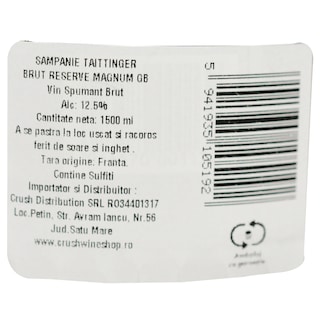 SAMPANIE TAITTINGER
BRUT RESERVE MAGNUM GB
Vin Spumant Brut
Alc: 12.5%
Cantitate neta: 1500 ml
A se pastra la loc uscat si racoros
ferit de soare si inghet .
Tara origine: Franta.
Contine Sulfiti
Importator si Distribuitor :
Crush Distribution SRL RO34401317
Loc.Petin, Str. Avram Iancu, Nr.56
Jud.Satu Mare
www.crushwineshop.ro
5 941935 105192
Ambalaj